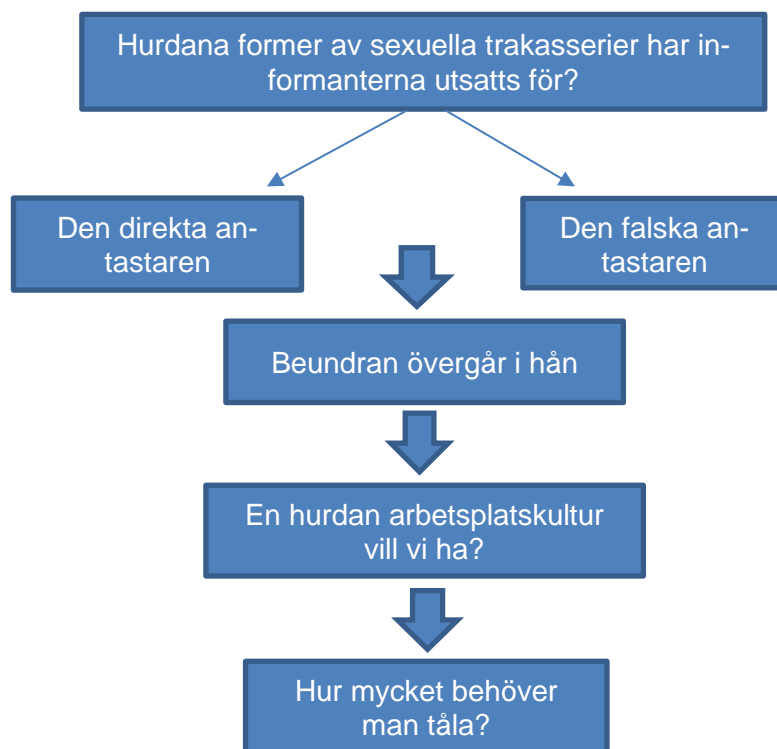 Hurdana former av sexuella trakasserier har in-
formanterna utsatts för?
Den direkta an-
tastaren
Den falska an-
tastaren
Beundran övergår i hån
En hurdan arbetsplatskultur
vill vi ha?
Hur mycket behöver
man tåla?